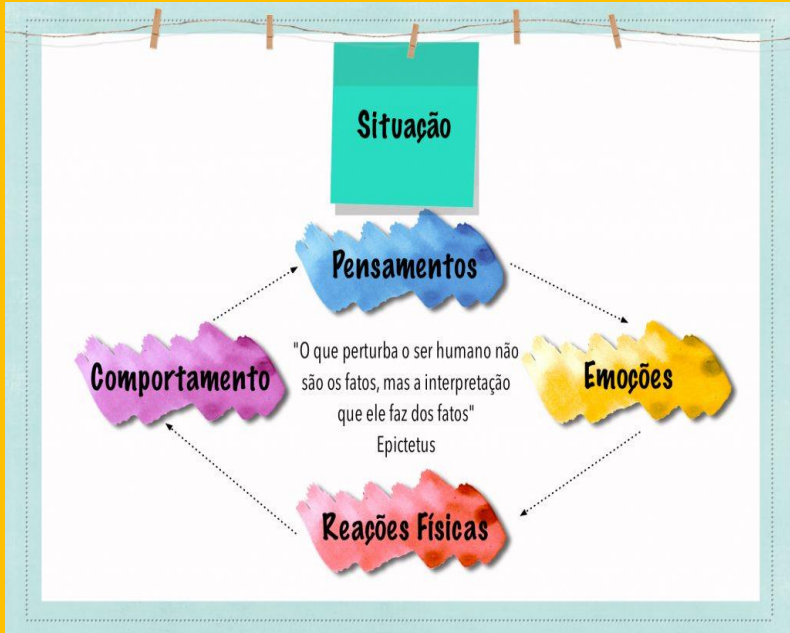 Situação
Pensamentos
Comportamento
"O que perturba o ser humano não
são os fatos, mas a interpretação
que ele faz dos fatos"
Epictetus
Emoções
Reações Físicas